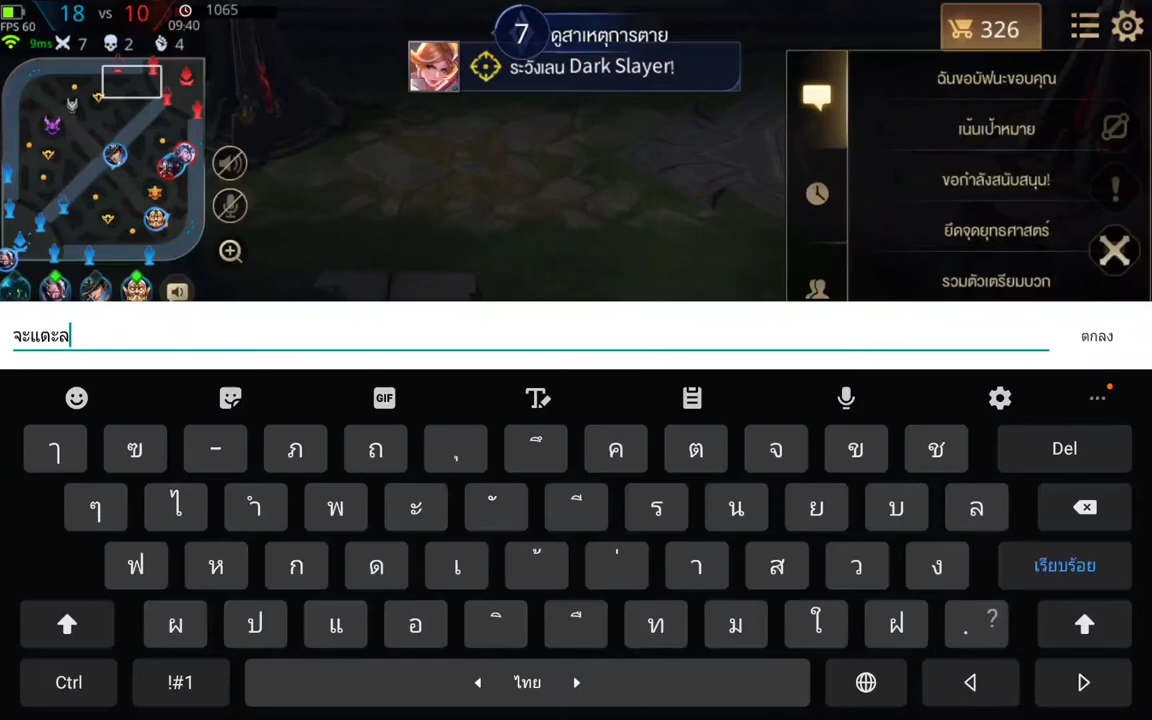 18 vs 10
1065
09:40
FPS 60
9ms
7
2
4
7
ดูสาเหตุการตาย
ระวังเลน Dark Slayer!
326
ฉันขอบัฟนะขอบคุณ
เน้นเป้าหมาย
ขอกำลังสนับสนุน!
ยึดจุดยุทธศาสตร์
รวมตัวเตรียมบวก
จะแตะล
ตกลง
GIF
ๅ ฃ - ภ ถ ุ ึ ค ต จ ข ช Del
ๆ ไ ำ พ ะ ั ี ร น ย บ ล
ฟ ห ก ด เ ้ ่ า ส ว ง เรียบร้อย
ผ ป แ อ ิ ื ท ม ใ ฝ . ?
Ctrl !#1 ไทย